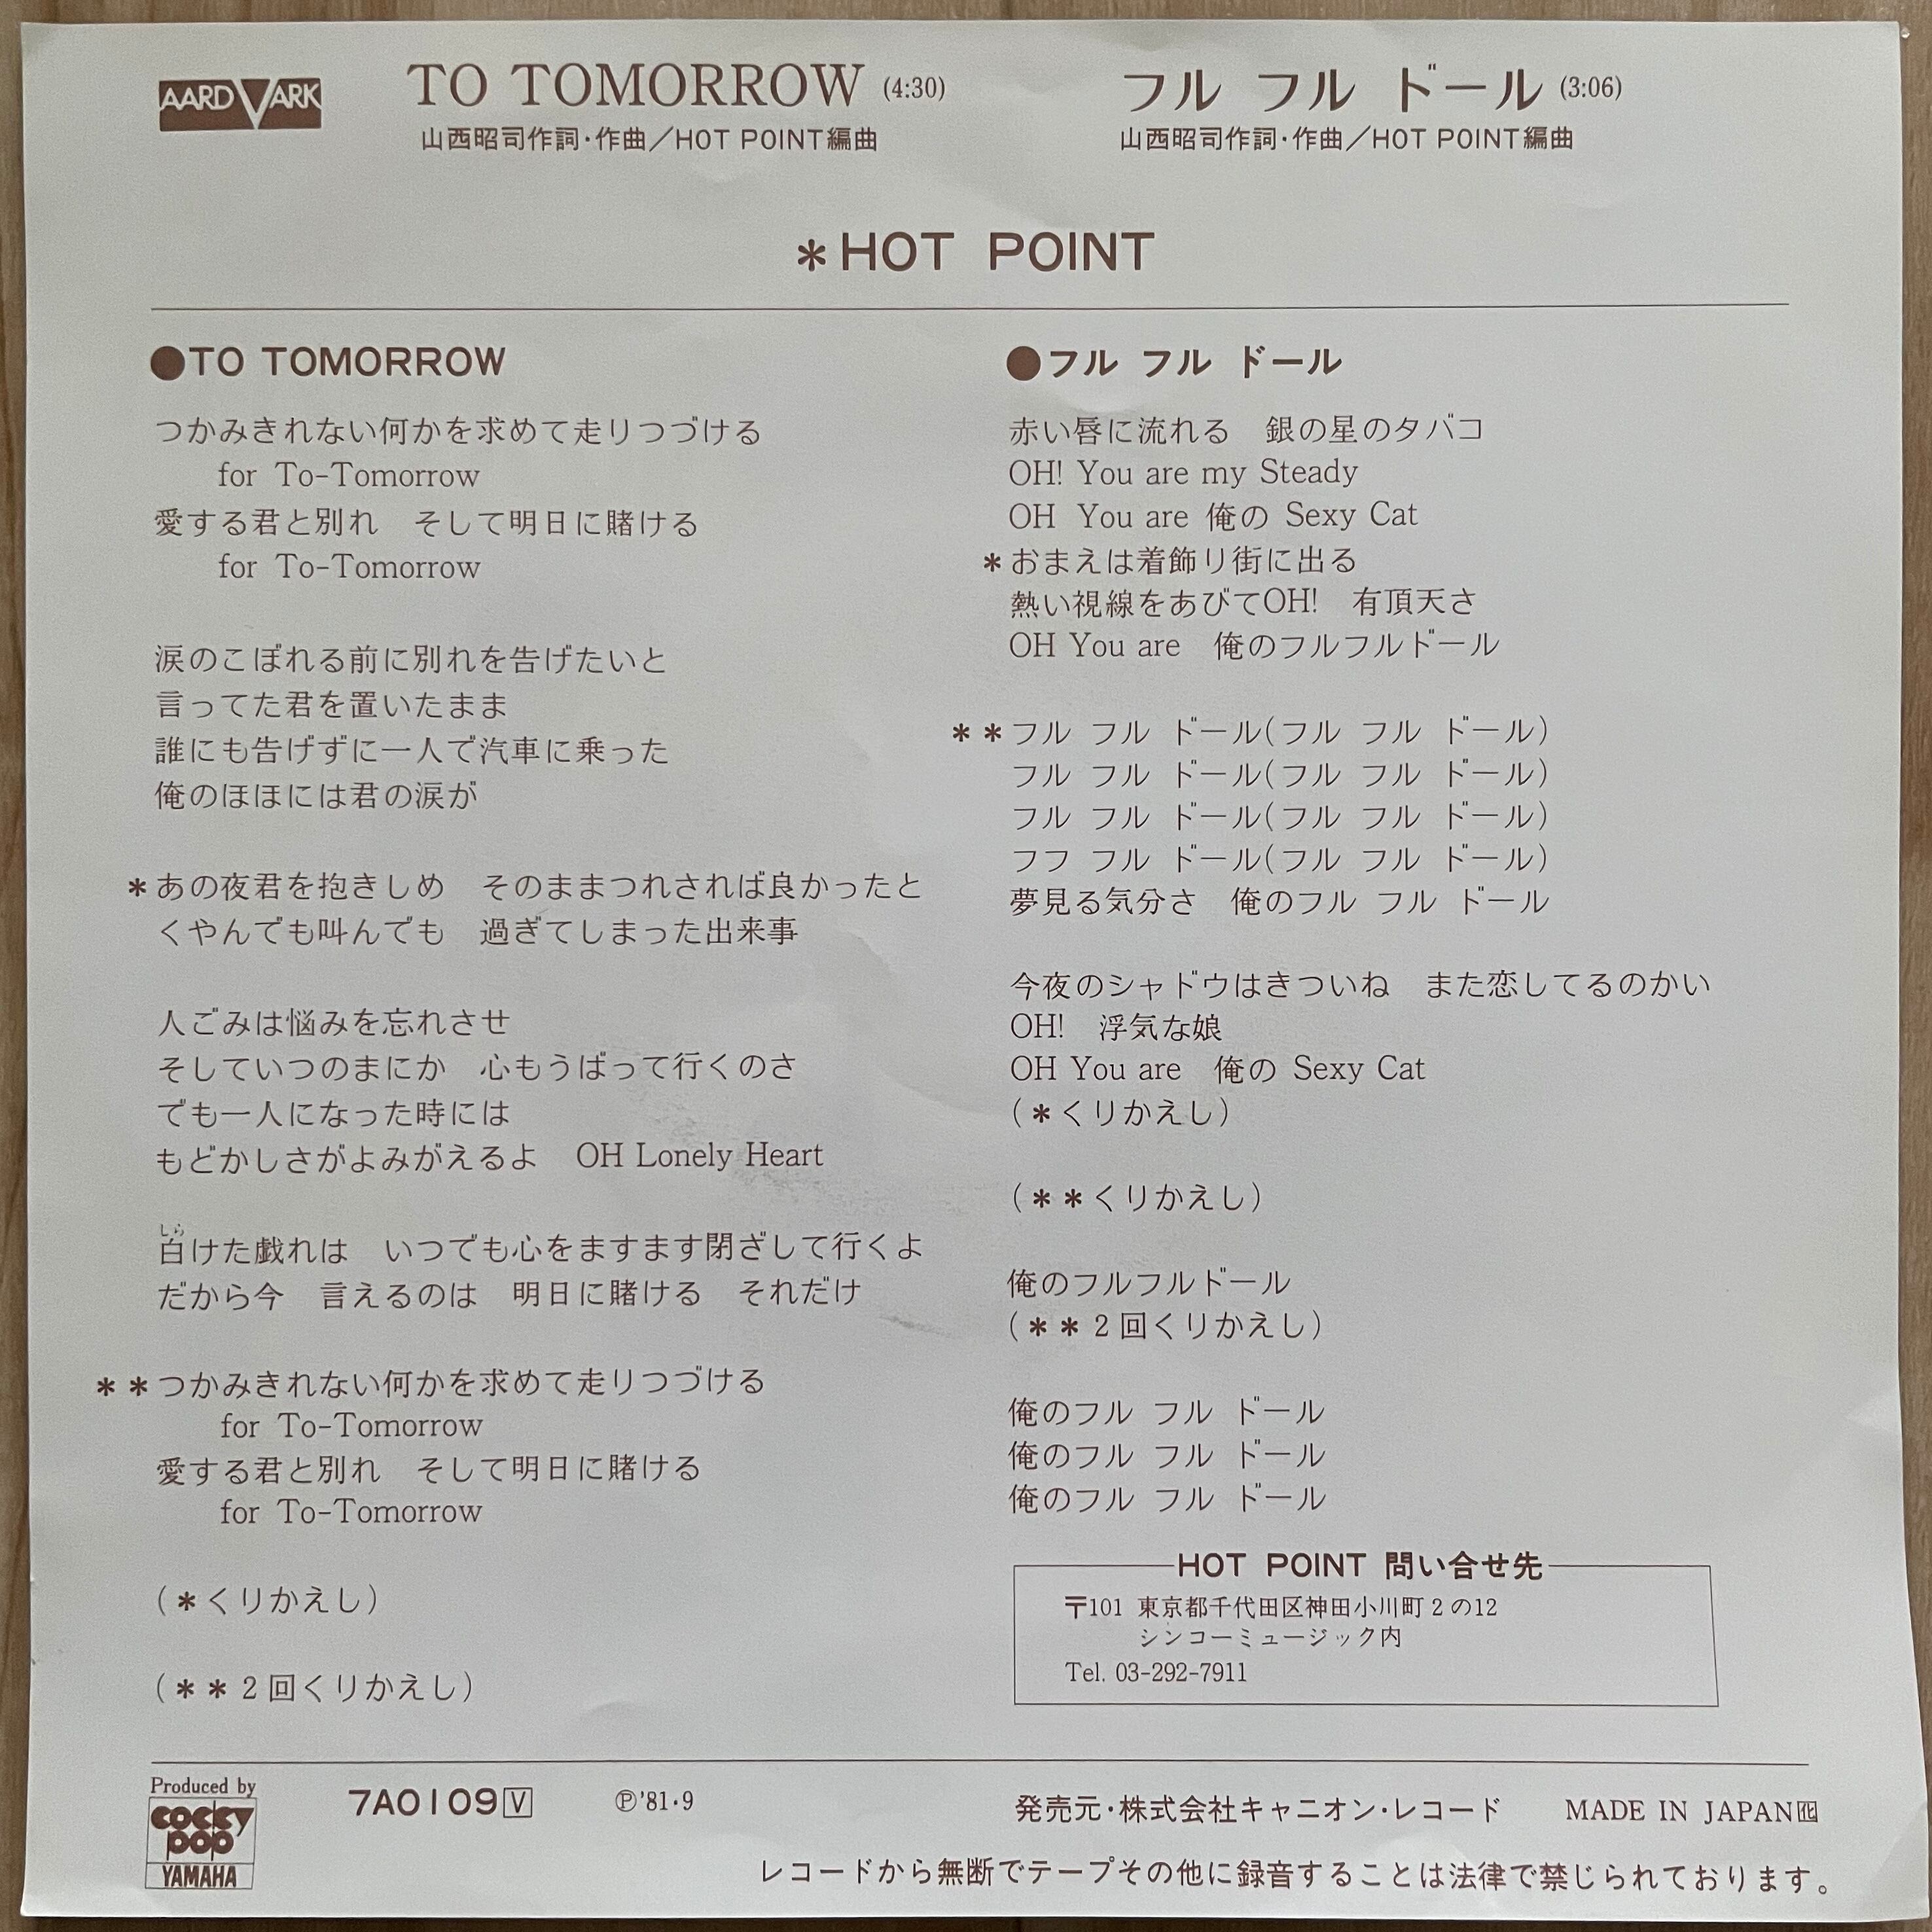 AARDVARK
TO TOMORROW (4:30)
山西昭司作詞・作曲／HOT POINT編曲
フル フル ドール (3:06)
山西昭司作詞・作曲／HOT POINT編曲
＊HOT POINT
●TO TOMORROW
つかみきれない何かを求めて走りつづける
for To-Tomorrow
愛する君と別れ　そして明日に賭ける
for To-Tomorrow
涙のこぼれる前に別れを告げたいと
言ってた君を置いたまま
誰にも告げずに一人で汽車に乗った
俺のほほには君の涙が
＊あの夜君を抱きしめ　そのままつれされば良かったと
くやんでも叫んでも　過ぎてしまった出来事
人ごみは悩みを忘れさせ
そしていつのまにか　心もうばって行くのさ
でも一人になった時には
もどかしさがよみがえるよ　OH Lonely Heart
しら
白けた戯れは　いつでも心をますます閉ざして行くよ
だから今　言えるのは　明日に賭ける　それだけ
＊＊つかみきれない何かを求めて走りつづける
for To-Tomorrow
愛する君と別れ　そして明日に賭ける
for To-Tomorrow
（＊くりかえし）
（＊＊2回くりかえし）
●フル フル ドール
赤い唇に流れる　銀の星のタバコ
OH! You are my Steady
OH You are 俺の Sexy Cat
＊おまえは着飾り街に出る
熱い視線をあびてOH!　有頂天さ
OH You are　俺のフルフルドール
＊＊フル フル ドール(フル フル ドール)
フル フル ドール(フル フル ドール)
フル フル ドール(フル フル ドール)
フフ フル ドール(フル フル ドール)
夢見る気分さ　俺のフル フル ドール
今夜のシャドウはきついね　また恋してるのかい
OH!　浮気な娘
OH You are　俺の Sexy Cat
（＊くりかえし）
（＊＊くりかえし）
俺のフルフルドール
（＊＊2回くりかえし）
俺のフル フル ドール
俺のフル フル ドール
俺のフル フル ドール
HOT POINT 問い合せ先
〒101 東京都千代田区神田小川町2の12
シンコーミュージック内
Tel. 03-292-7911
Produced by
COCKY
POP
YAMAHA
7A0109V
Ⓟ'81・9
発売元・株式会社キャニオン・レコード
MADE IN JAPAN
レコードから無断でテープその他に録音することは法律で禁じられております。